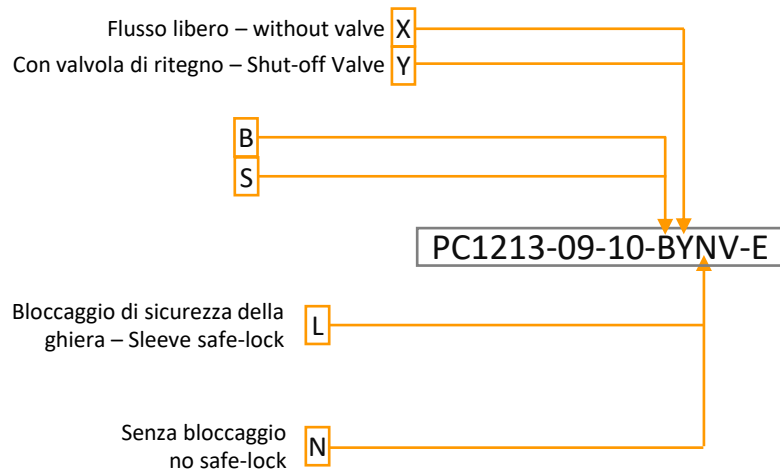 Flusso libero – without valve X
Con valvola di ritegno – Shut-off Valve Y
B
S
PC1213-09-10-BYNV-E
Bloccaggio di sicurezza della
ghiera – Sleeve safe-lock L
Senza bloccaggio
no safe-lock N